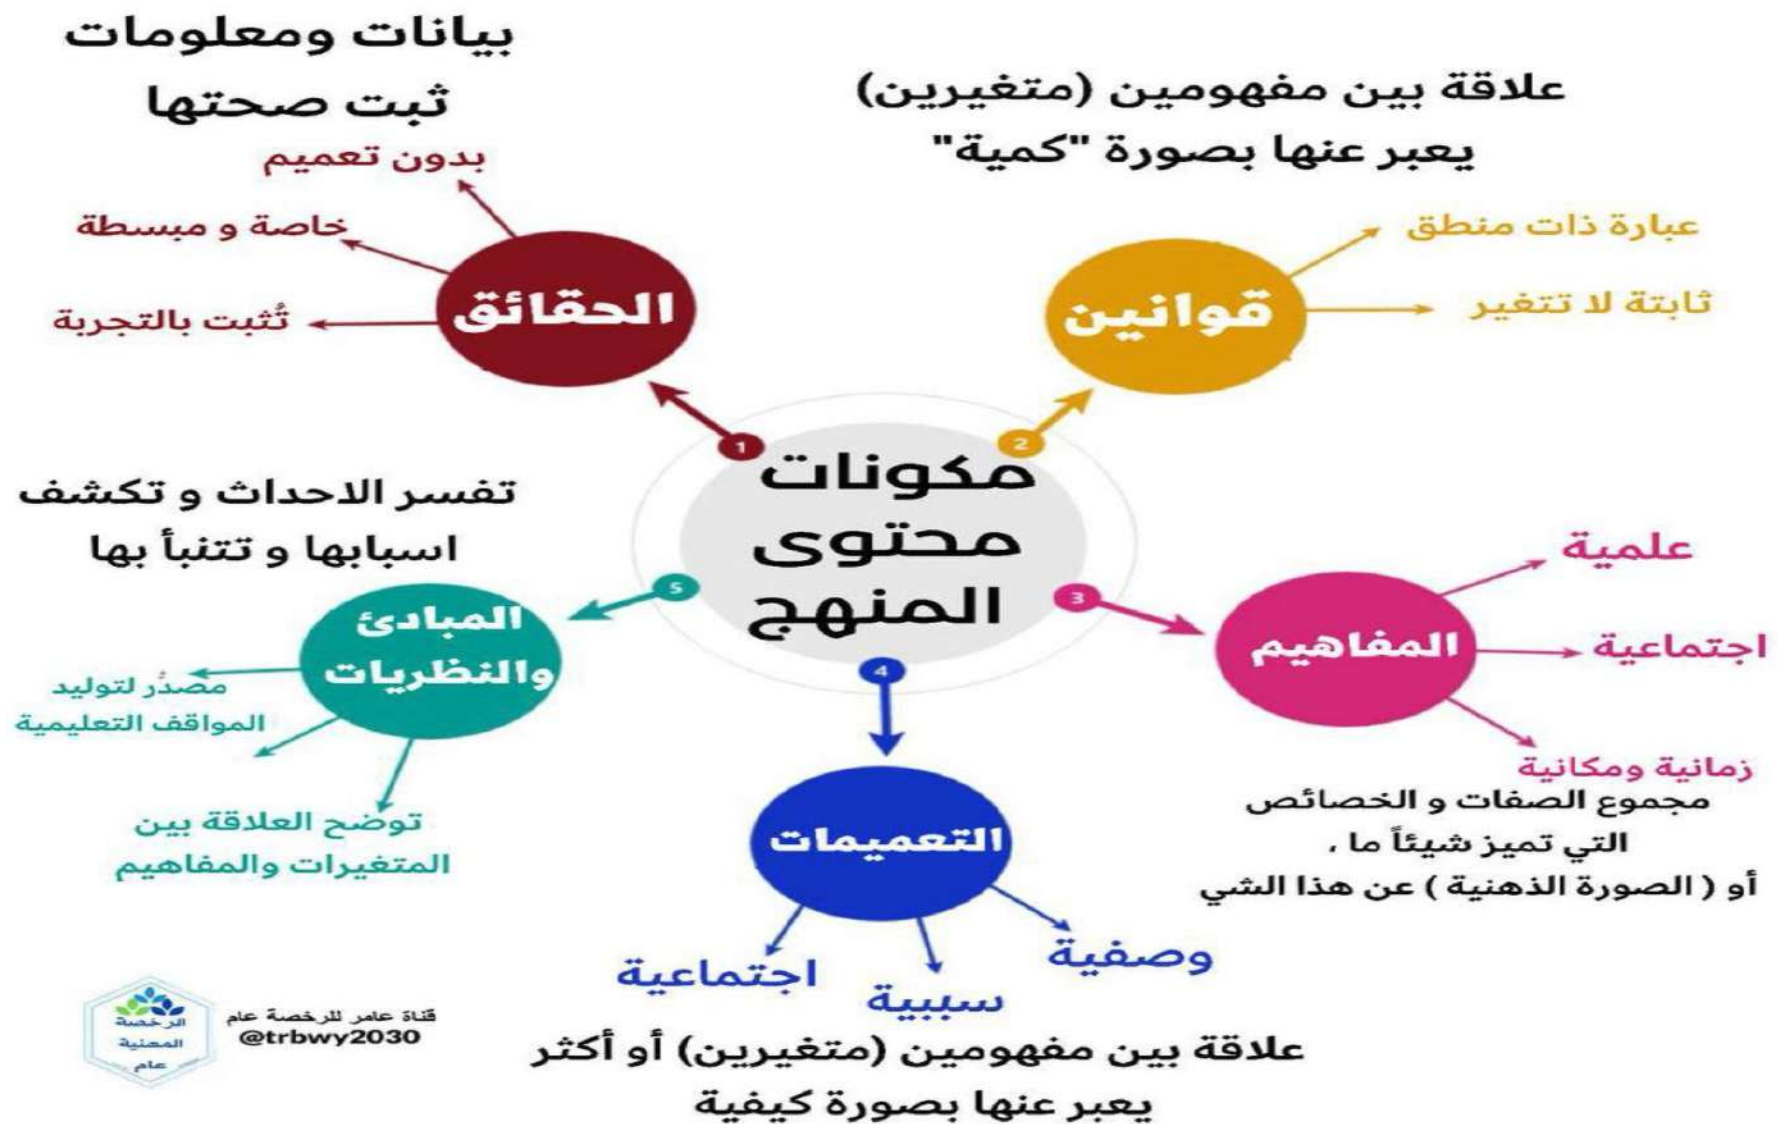 بيانات ومعلومات
ثبت صحتها
بدون تعميم
خاصة و مبسطة
تُثبت بالتجربة
الحقائق
علاقة بين مفهومين (متغيرين)
يعبر عنها بصورة "كمية"
عبارة ذات منطق
ثابتة لا تتغير
قوانين
1
2
مكونات
محتوى
المنهج
3
4
5
علمية
اجتماعية
زمانية ومكانية
المفاهيم
مجموع الصفات و الخصائص
التي تميز شيئاً ما ،
أو ( الصورة الذهنية ) عن هذا الشي
التعميمات
وصفية
سببية
اجتماعية
علاقة بين مفهومين (متغيرين) أو أكثر
يعبر عنها بصورة كيفية
تفسر الاحداث و تكشف
اسبابها و تتنبأ بها
المبادئ
والنظريات
مصدُر لتوليد
المواقف التعليمية
توضح العلاقة بين
المتغيرات والمفاهيم
قناة عامر للرخصة عام
@trbwy2030
الرخصة
المهنية
عام